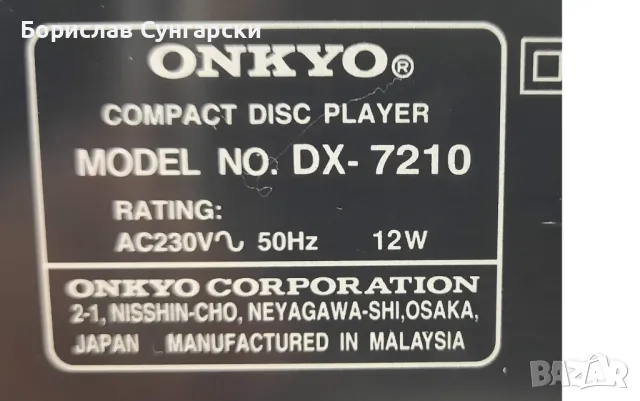 Борислав Сунгарски
ONKYO®
COMPACT DISC PLAYER
MODEL NO. DX-7210
RATING:
AC230V∿ 50Hz 12W
ONKYO CORPORATION
2-1, NISSHIN-CHO, NEYAGAWA-SHI,OSAKA,
JAPAN MANUFACTURED IN MALAYSIA
BAZAR